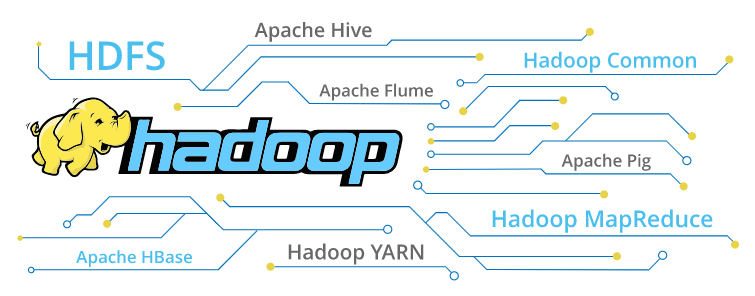 HDFS
Apache Hive
Hadoop Common
Apache Flume
hadoop
Apache Pig
Hadoop MapReduce
Apache HBase
Hadoop YARN